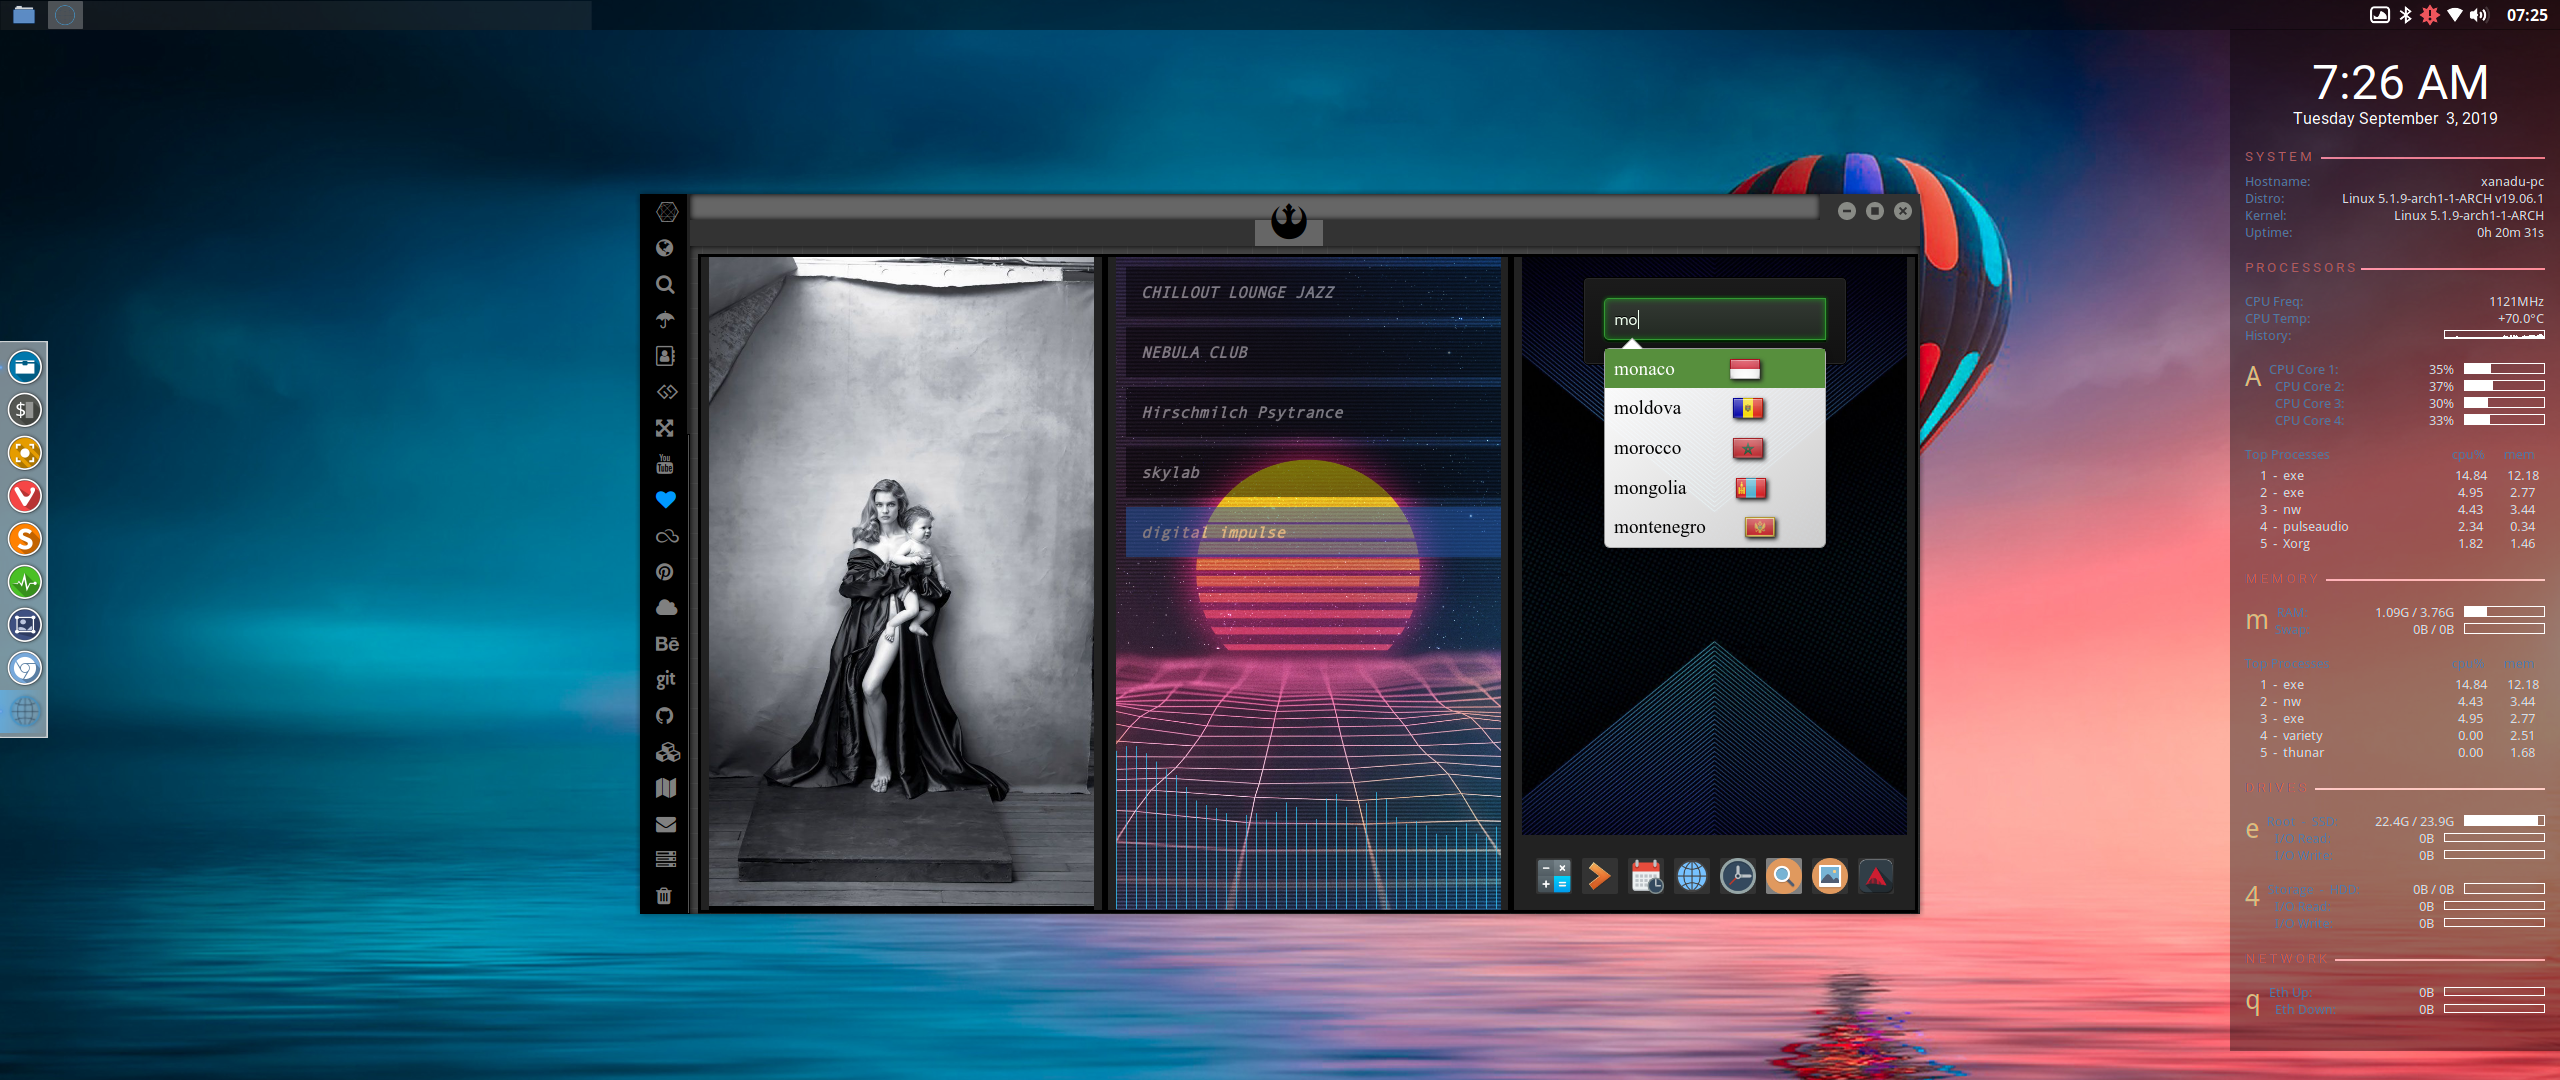 07:25
7:26 AM
Tuesday September 3, 2019
SYSTEM
Hostname: xanadu-pc
Distro: Linux 5.1.9-arch1-1-ARCH v19.06.1
Kernel: Linux 5.1.9-arch1-1-ARCH
Uptime: 0h 20m 31s
PROCESSORS
CPU Freq: 1121MHz
CPU Temp: +70.0°C
History:
A CPU Core 1: 35%
CPU Core 2: 37%
CPU Core 3: 30%
CPU Core 4: 33%
Top Processes cpu% mem
1 - exe 14.84 12.18
2 - exe 4.95 2.77
3 - nw 4.43 3.44
4 - pulseaudio 2.34 0.34
5 - Xorg 1.82 1.46
MEMORY
m RAM: 1.09G / 3.76G
0B / 0B
1 - exe 14.84 12.18
2 - nw 4.43 3.44
3 - exe 4.95 2.77
4 - variety 0.00 2.51
5 - thunar 0.00 1.68
DRIVES
e 22.4G / 23.9G
0B
0B
4 0B / 0B
0B
0B
NETWORK
q Eth Up: 0B
Eth Down: 0B
$
S
You
Tube
Bē
git
CHILLOUT LOUNGE JAZZ
NEBULA CLUB
Hirschmilch Psytrance
skylab
digital impulse
mo
monaco
moldova
morocco
mongolia
montenegro